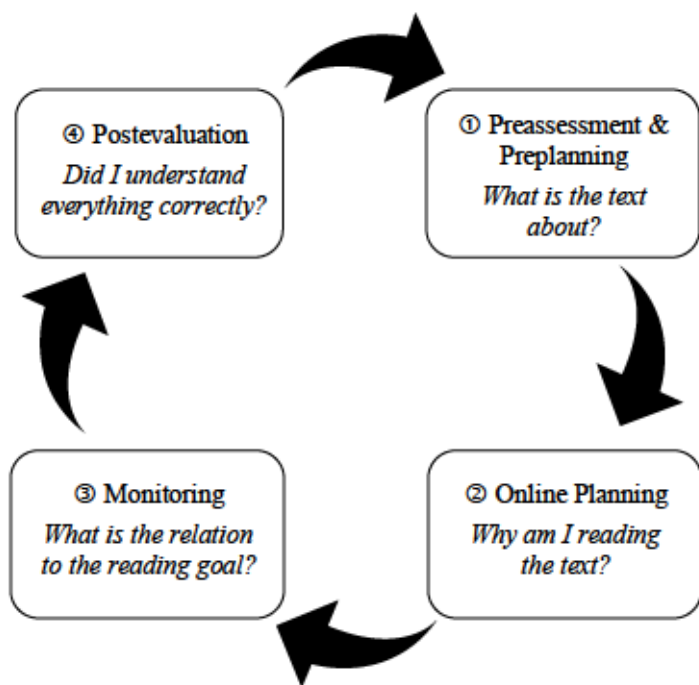 ① Preassessment &
Preplanning
What is the text
about?
② Online Planning
Why am I reading
the text?
③ Monitoring
What is the relation
to the reading goal?
④ Postevaluation
Did I understand
everything correctly?